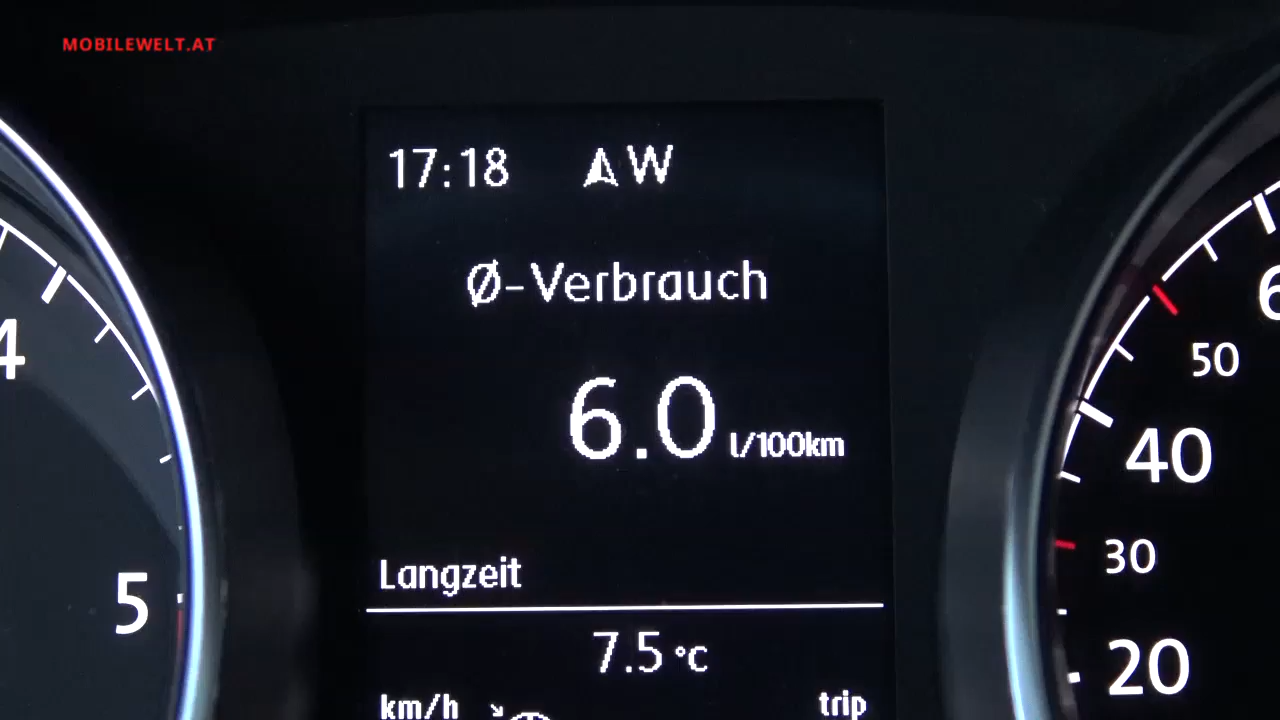 MOBILEWELT.AT
17:18 W
Ø-Verbrauch
6.0 l/100km
Langzeit
7.5 °C
km/h trip
4
5
6
50
40
30
20